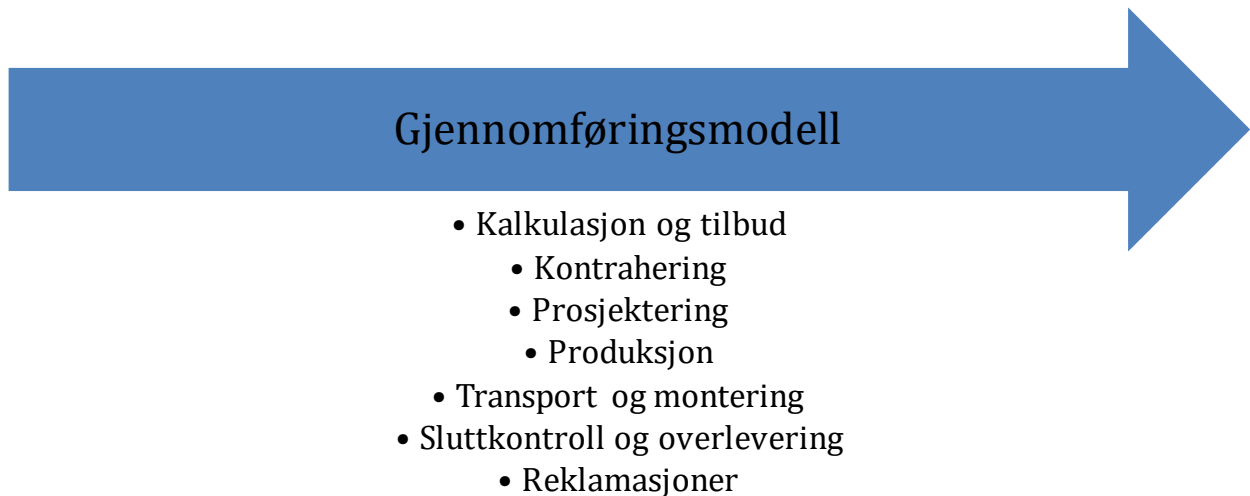 Gjennomføringsmodell
• Kalkulasjon og tilbud
• Kontrahering
• Prosjektering
• Produksjon
• Transport og montering
• Sluttkontroll og overlevering
• Reklamasjoner